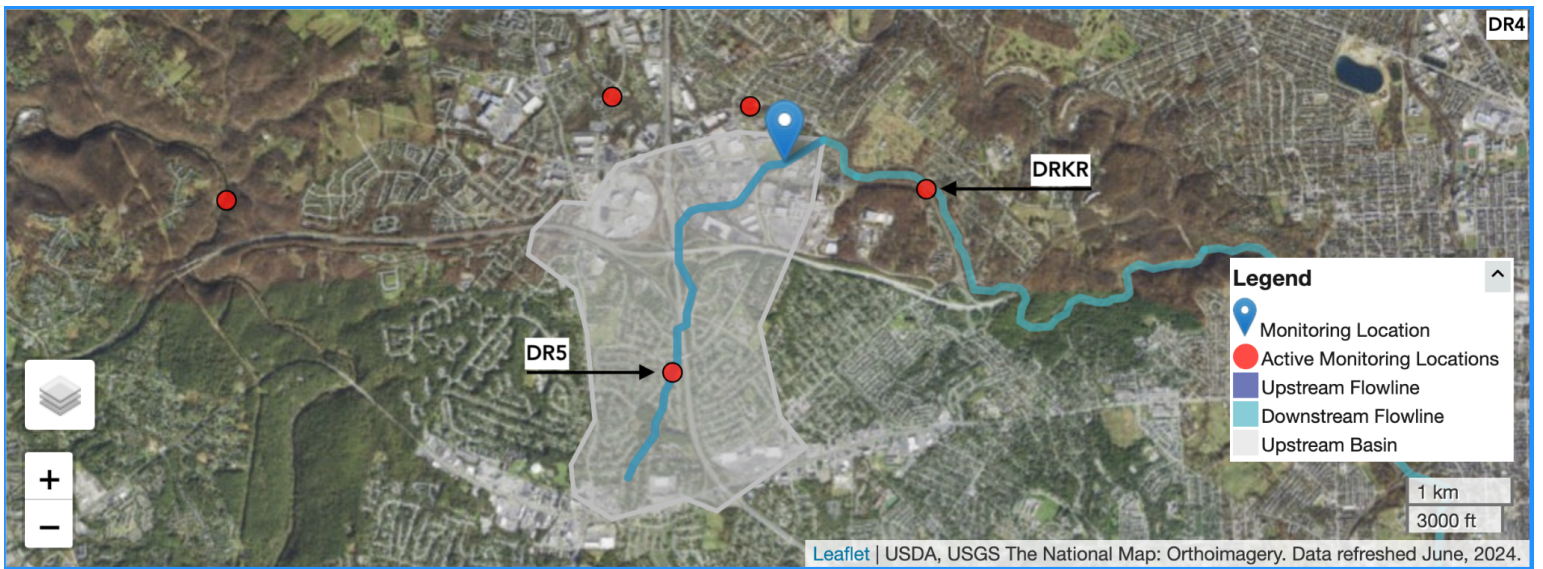 DR4
DRKR
DR5
Legend
Monitoring Location
Active Monitoring Locations
Upstream Flowline
Downstream Flowline
Upstream Basin
+
−
1 km
3000 ft
Leaflet | USDA, USGS The National Map: Orthoimagery. Data refreshed June, 2024.